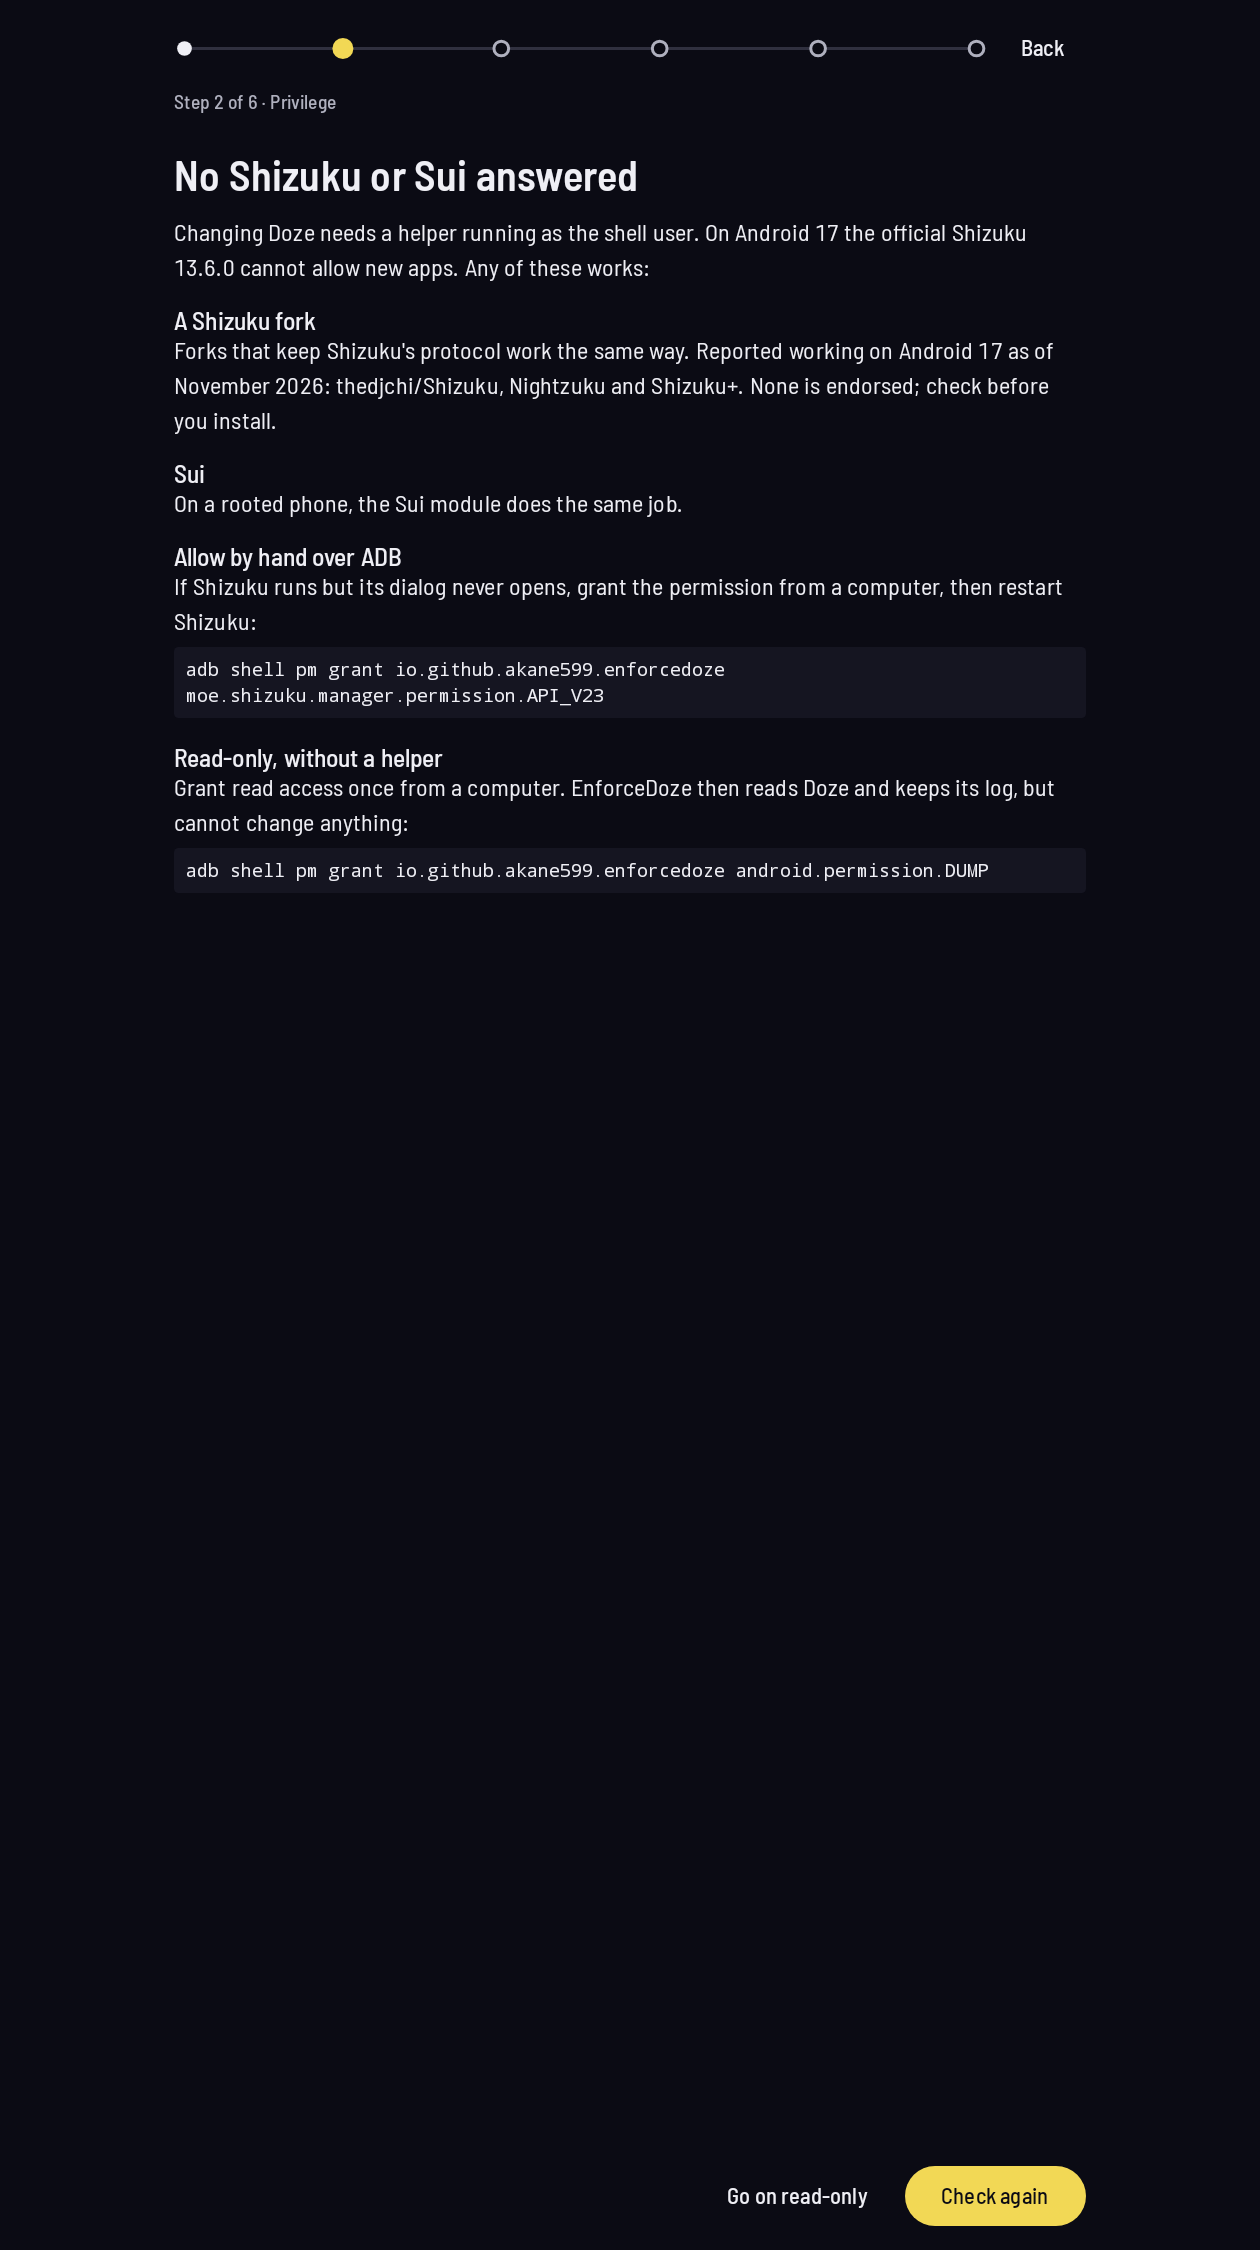 Back
Step 2 of 6 · Privilege
No Shizuku or Sui answered
Changing Doze needs a helper running as the shell user. On Android 17 the official Shizuku
13.6.0 cannot allow new apps. Any of these works:
A Shizuku fork
Forks that keep Shizuku's protocol work the same way. Reported working on Android 17 as of
November 2026: thedjchi/Shizuku, Nightzuku and Shizuku+. None is endorsed; check before
you install.
Sui
On a rooted phone, the Sui module does the same job.
Allow by hand over ADB
If Shizuku runs but its dialog never opens, grant the permission from a computer, then restart
Shizuku:
adb shell pm grant io.github.akane599.enforcedoze
moe.shizuku.manager.permission.API_V23
Read-only, without a helper
Grant read access once from a computer. EnforceDoze then reads Doze and keeps its log, but
cannot change anything:
adb shell pm grant io.github.akane599.enforcedoze android.permission.DUMP
Go on read-only
Check again